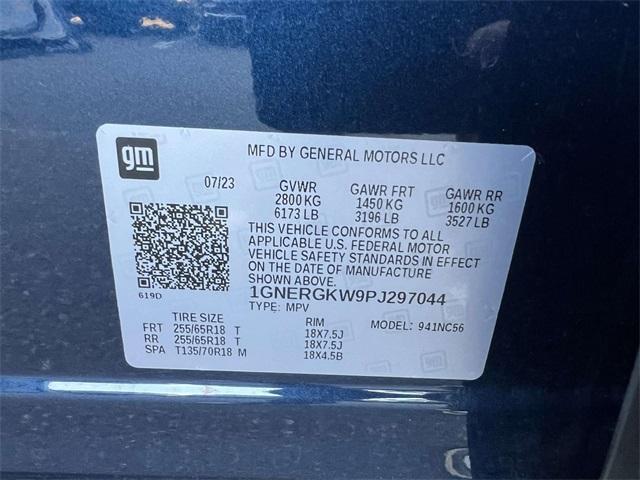 gm
MFD BY GENERAL MOTORS LLC
07/23
GVWR
2800 KG
6173 LB
GAWR FRT
1450 KG
3196 LB
GAWR RR
1600 KG
3527 LB
THIS VEHICLE CONFORMS TO ALL
APPLICABLE U.S. FEDERAL MOTOR
VEHICLE SAFETY STANDARDS IN EFFECT
ON THE DATE OF MANUFACTURE
SHOWN ABOVE.
1GNERGKW9PJ297044
TYPE: MPV
619D
MODEL: 941NC56
TIRE SIZE RIM
FRT 255/65R18 T 18X7.5J
RR 255/65R18 T 18X7.5J
SPA T135/70R18 M 18X4.5B